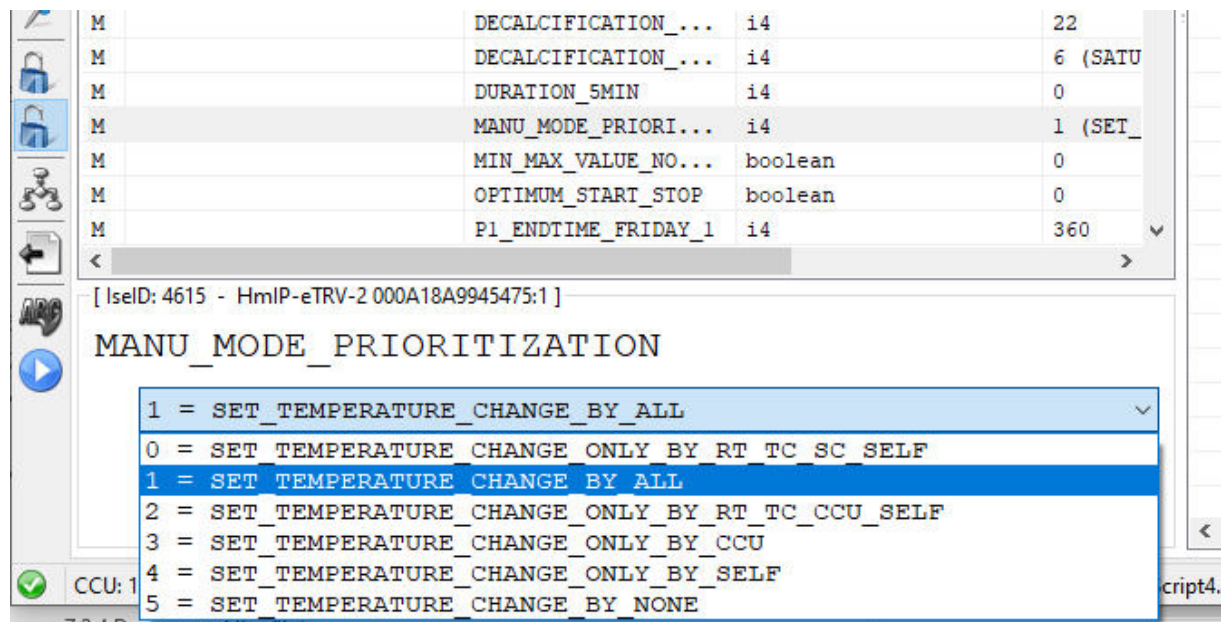 M DECALCIFICATION_... i4 22
M DECALCIFICATION_... i4 6 (SATU
M DURATION_5MIN i4 0
M MANU_MODE_PRIORI... i4 1 (SET_
M MIN_MAX_VALUE_NO... boolean 0
M OPTIMUM_START_STOP boolean 0
M P1_ENDTIME_FRIDAY_1 i4 360
[ IseID: 4615 - HmIP-eTRV-2 000A18A9945475:1 ]
ARG
MANU_MODE_PRIORITIZATION
1 = SET_TEMPERATURE_CHANGE_BY_ALL
0 = SET_TEMPERATURE_CHANGE_ONLY_BY_RT_TC_SC_SELF
1 = SET_TEMPERATURE_CHANGE_BY_ALL
2 = SET_TEMPERATURE_CHANGE_ONLY_BY_RT_TC_CCU_SELF
3 = SET_TEMPERATURE_CHANGE_ONLY_BY_CCU
4 = SET_TEMPERATURE_CHANGE_ONLY_BY_SELF
CCU: 1 cript4.
5 = SET_TEMPERATURE_CHANGE_BY_NONE